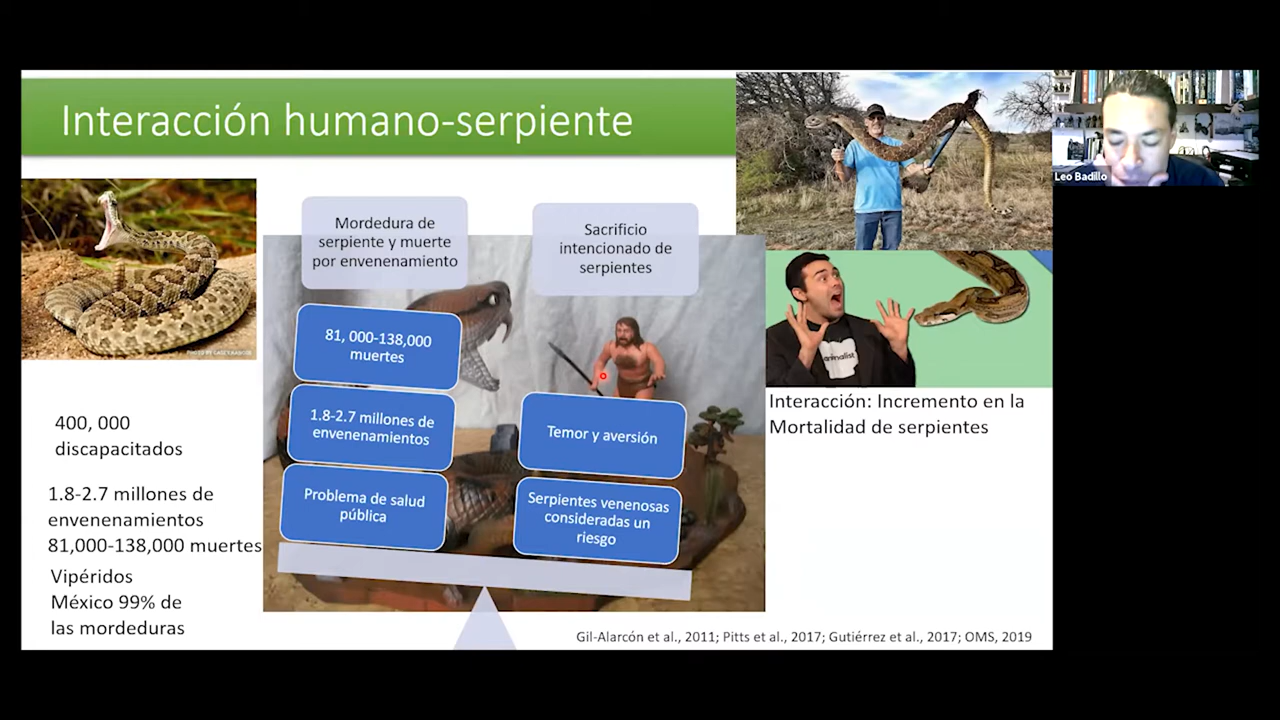 Interacción humano-serpiente
Leo Badillo
Mordedura de
serpiente y muerte
por envenenamiento
Sacrificio
intencionado de
serpientes
81, 000-138,000
muertes
1.8-2.7 millones de
envenenamientos
Problema de salud
pública
Temor y aversión
Serpientes venenosas
consideradas un
riesgo
animalist
Interacción: Incremento en la
Mortalidad de serpientes
400, 000
discapacitados
1.8-2.7 millones de
envenenamientos
81,000-138,000 muertes
Vipéridos
México 99% de
las mordeduras
Gil-Alarcón et al., 2011; Pitts et al., 2017; Gutiérrez et al., 2017; OMS, 2019